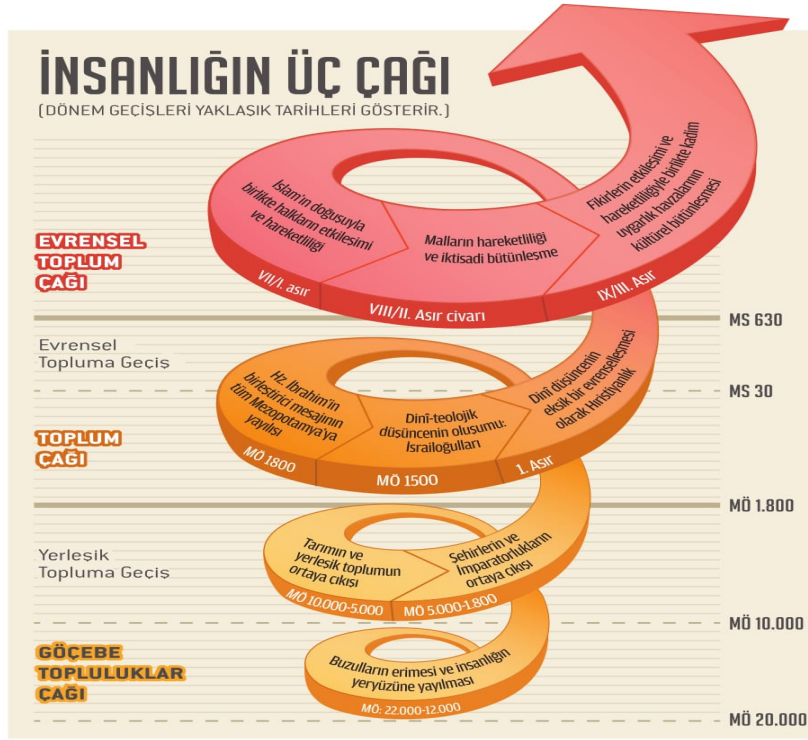 İNSANLIĞIN ÜÇ ÇAĞI
(DÖNEM GEÇİŞLERİ YAKLAŞIK TARİHLERİ GÖSTERİR.)
İslam'ın doğuşuyla
birlikte halkların etkileşimi
ve hareketliliği
Malların hareketliliği
ve iktisadi bütünleşme
Fikirlerin etkileşimi ve
hareketliliğiyle birlikte kadim
uygarlık havzalarının
kültürel bütünleşmesi
EVRENSEL
TOPLUM
ÇAĞI
VII/I. asır
VIII/II. Asır civarı
IX/III. Asır
MS 630
Evrensel
Topluma Geçiş
MS 30
Hz. İbrahim'in
birleştirici mesajının
tüm Mezopotamya'ya
yayılışı
Dinî-teolojik
düşüncenin oluşumu:
İsrailoğulları
Dinî düşüncenin
eksik bir evrenselleşmesi
olarak Hıristiyanlık
TOPLUM
ÇAĞI
MÖ 1800
MÖ 1500
1. Asır
MÖ 1.800
Yerleşik
Topluma Geçiş
Tarımın ve
yerleşik toplumun
ortaya çıkışı
Şehirlerin ve
İmparatorlukların
ortaya çıkışı
MÖ 10.000-5.000
MÖ 5.000-1.800
MÖ 10.000
GÖÇEBE
TOPLULUKLAR
ÇAĞI
Buzulların erimesi ve insanlığın
yeryüzüne yayılması
MÖ: 22.000-12.000
MÖ 20.000